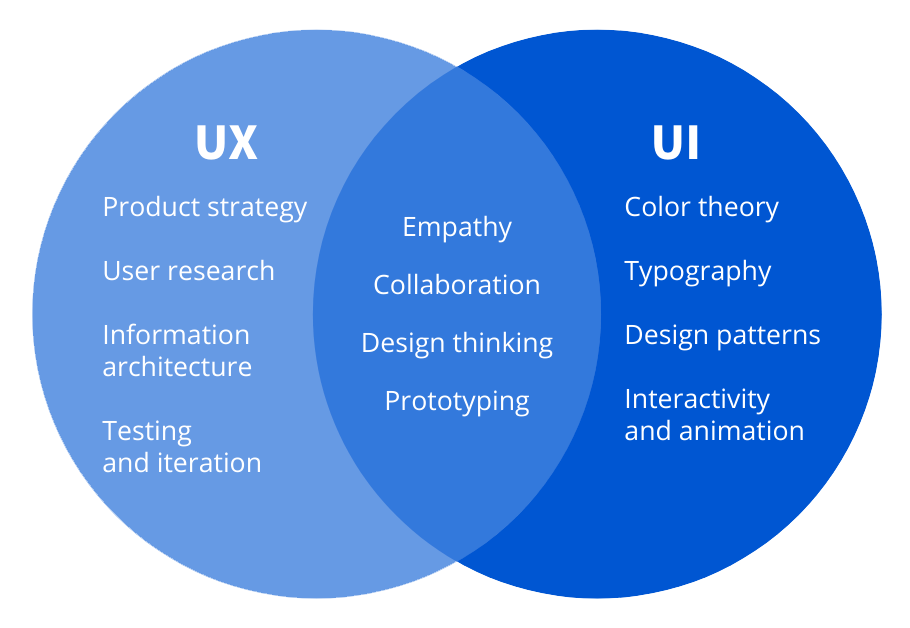 UX
Product strategy
User research
Information
architecture
Testing
and iteration
Empathy
Collaboration
Design thinking
Prototyping
UI
Color theory
Typography
Design patterns
Interactivity
and animation